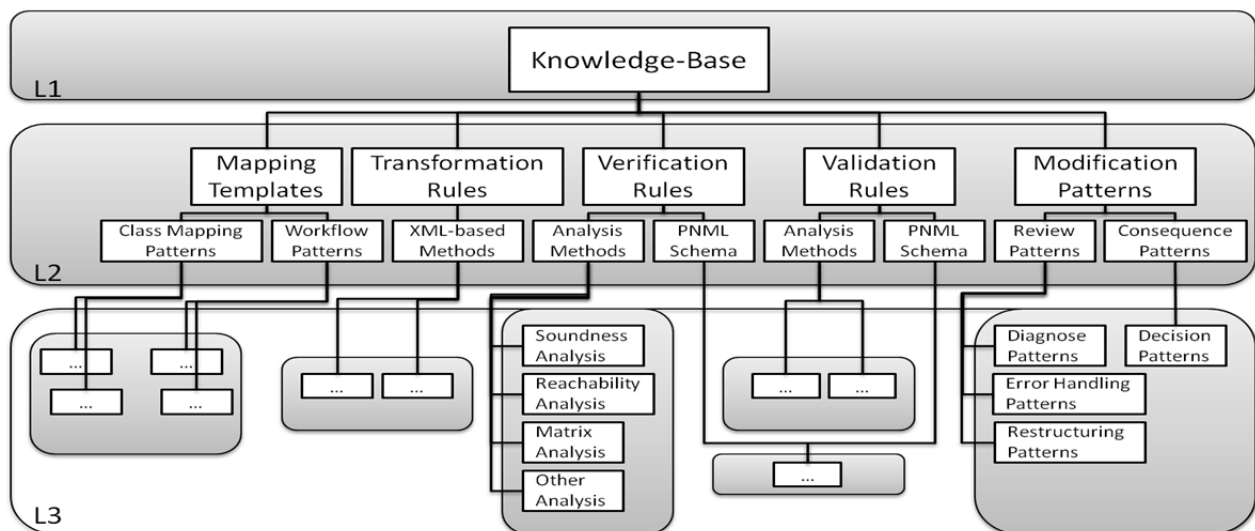 Knowledge-Base
L1
Mapping
Templates
Transformation
Rules
Verification
Rules
Validation
Rules
Modification
Patterns
Class Mapping
Patterns
Workflow
Patterns
XML-based
Methods
Analysis
Methods
PNML
Schema
Analysis
Methods
PNML
Schema
Review
Patterns
Consequence
Patterns
L2
...
...
...
...
...
...
Soundness
Analysis
Reachability
Analysis
Matrix
Analysis
Other
Analysis
...
...
...
Diagnose
Patterns
Decision
Patterns
Error Handling
Patterns
Restructuring
Patterns
L3